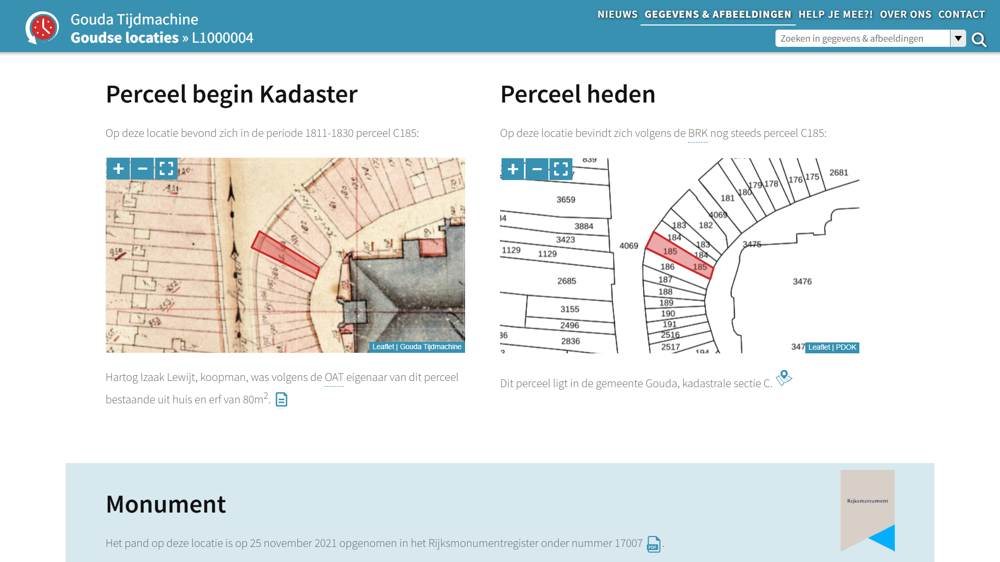 Gouda Tijdmachine
Goudse locaties » L1000004
NIEUWS GEGEVENS & AFBEELDINGEN HELP JE MEE?! OVER ONS CONTACT
Zoeken in gegevens & afbeeldingen
Perceel begin Kadaster
Op deze locatie bevond zich in de periode 1811-1830 perceel C185:
+ −
Leaflet | Gouda Tijdmachine
Hartog Izaak Lewijt, koopman, was volgens de OAT eigenaar van dit perceel
bestaande uit huis en erf van 80m².
Perceel heden
Op deze locatie bevindt zich volgens de BRK nog steeds perceel C185:
+ −
839
3659
3884
3423
1129 1129
2685
3155
2496
2836
4069
2681
175
176
178
179
180
181
4069
182
183
184
183
184
185
185
186
187
188
189
190
191
2516
2517
194
3475
3476
Leaflet | PDOK
Dit perceel ligt in de gemeente Gouda, kadastrale sectie C.
Monument
Rijksmonument
Het pand op deze locatie is op 25 november 2021 opgenomen in het Rijksmonumentregister onder nummer 17007 PDF.